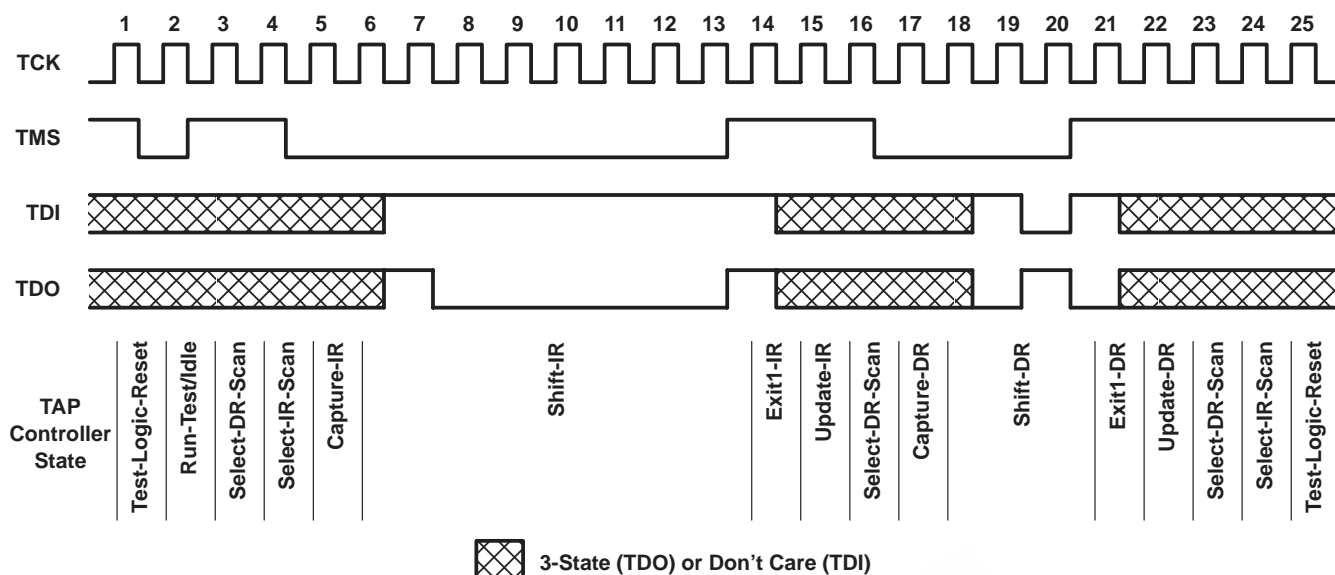 1 2 3 4 5 6 7 8 9 10 11 12 13 14 15 16 17 18 19 20 21 22 23 24 25
TCK
TMS
TDI
TDO
TAP
Controller
State
Test-Logic-Reset
Run-Test/Idle
Select-DR-Scan
Select-IR-Scan
Capture-IR
Shift-IR
Exit1-IR
Update-IR
Select-DR-Scan
Capture-DR
Shift-DR
Exit1-DR
Update-DR
Select-DR-Scan
Select-IR-Scan
Test-Logic-Reset
3-State (TDO) or Don't Care (TDI)